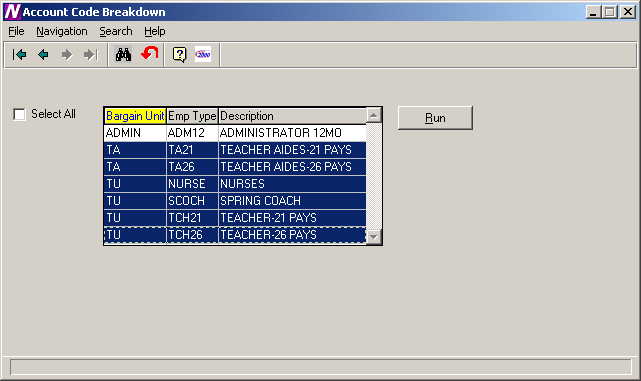 N Account Code Breakdown
File Navigation Search Help
Select All
Bargain Unit Emp Type Description
Run
ADMIN ADM12 ADMINISTRATOR 12MO
TA TA21 TEACHER AIDES-21 PAYS
TA TA26 TEACHER AIDES-26 PAYS
TU NURSE NURSES
TU SCOCH SPRING COACH
TU TCH21 TEACHER-21 PAYS
TU TCH26 TEACHER-26 PAYS